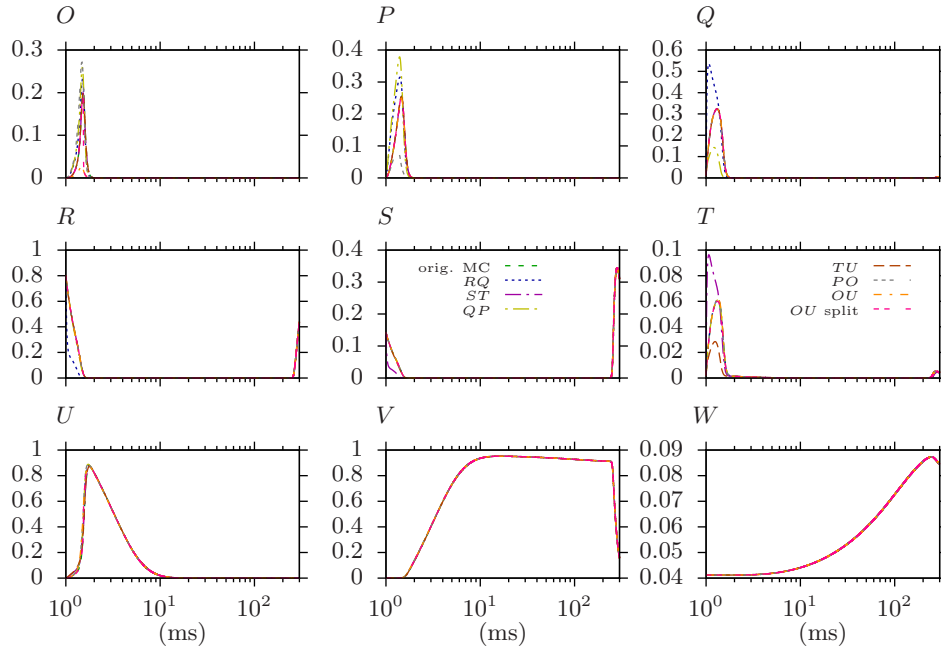 O P Q
0.3 0.4 0.6
0.5
0.3
0.2 0.4
0.2 0.3
0.1 0.2
0.1
0.1
0 0 0
R S T
1 0.4 0.1
orig. MC TU
0.8 RQ PO 0.08
0.3
ST OU
0.6 QP OU split 0.06
0.2
0.4 0.04
0.1
0.2 0.02
0 0 0
U V W
1 1 0.09
0.8 0.8 0.08
0.6 0.6 0.07
0.4 0.4 0.06
0.2 0.2 0.05
0 0 0.04
10^0 10^1 10^2 10^0 10^1 10^2 10^0 10^1 10^2
(ms) (ms) (ms)